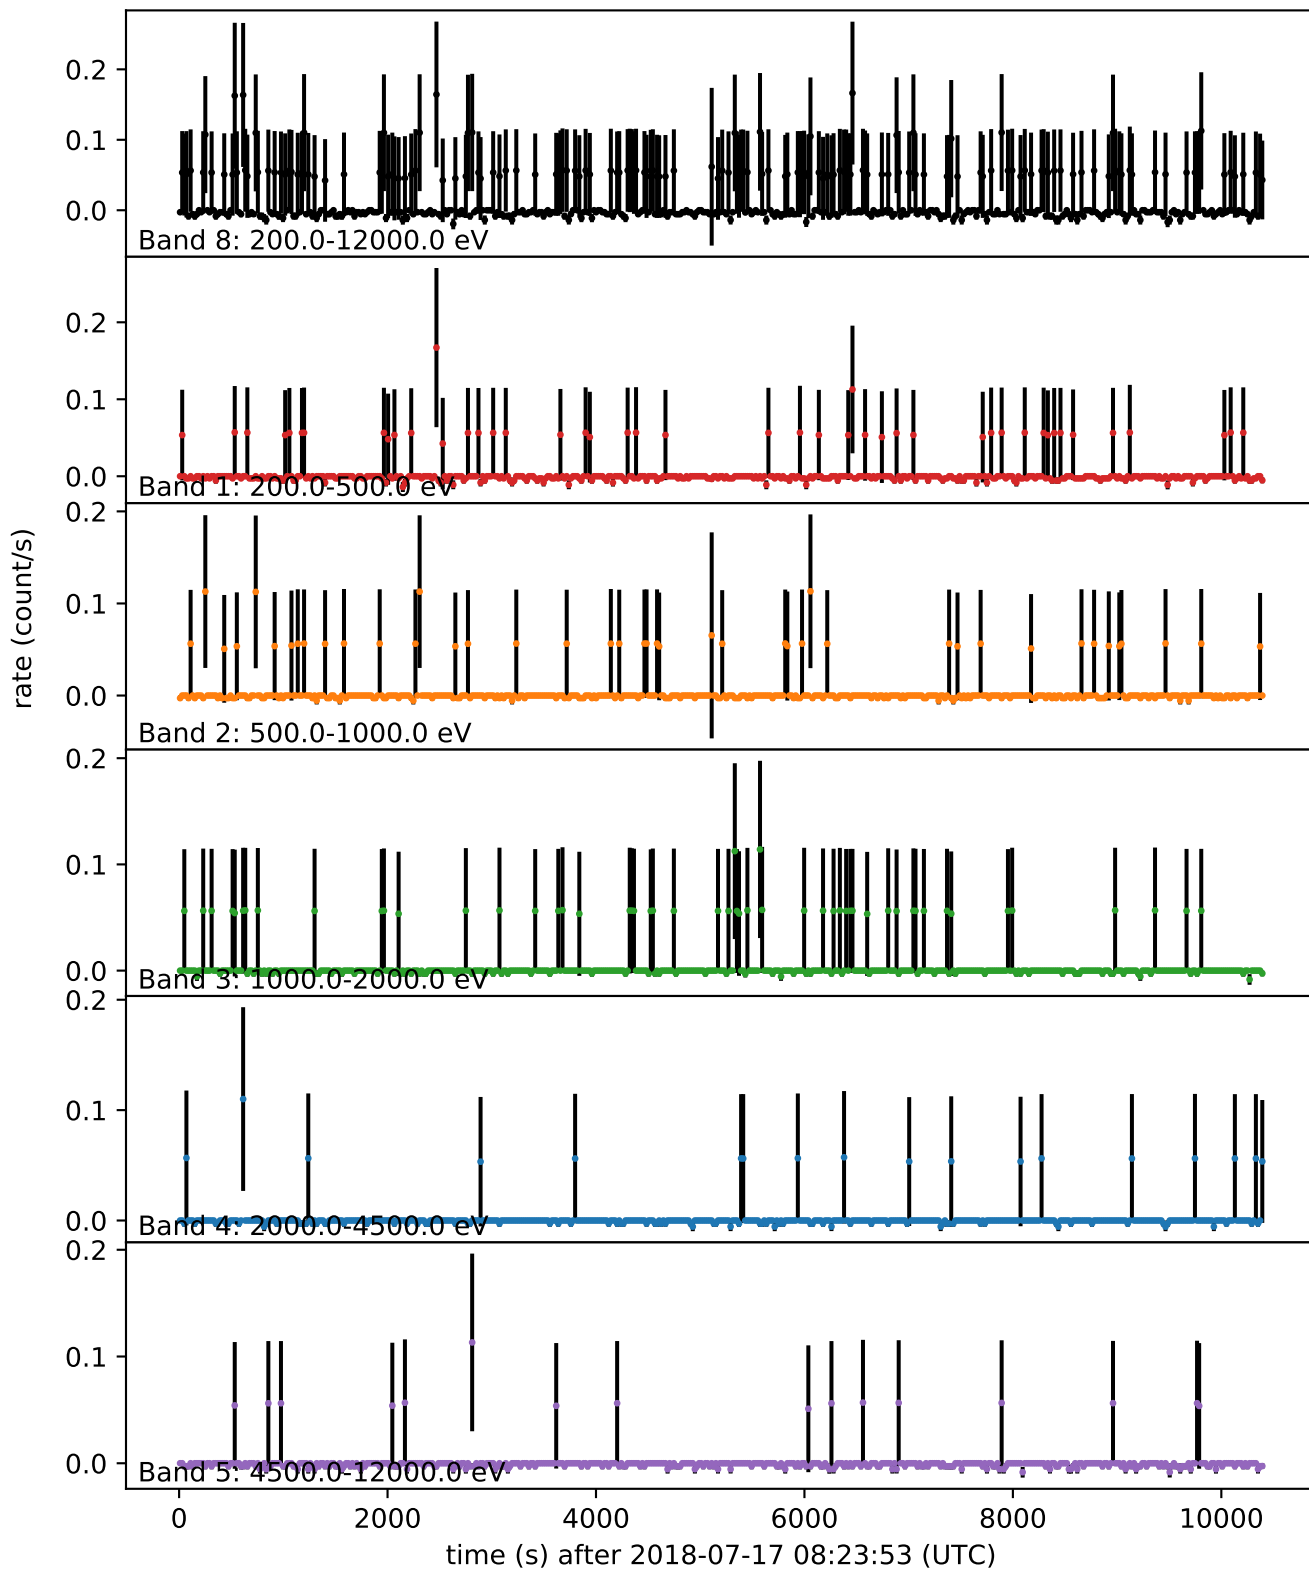 0.2
0.1
0.0
Band 8: 200.0-12000.0 eV
0.2
0.1
0.0
Band 1: 200.0-500.0 eV
0.2
0.1
0.0
Band 2: 500.0-1000.0 eV
rate (count/s)
0.2
0.1
0.0
Band 3: 1000.0-2000.0 eV
0.2
0.1
0.0
Band 4: 2000.0-4500.0 eV
0.2
0.1
0.0
Band 5: 4500.0-12000.0 eV
0 2000 4000 6000 8000 10000
time (s) after 2018-07-17 08:23:53 (UTC)